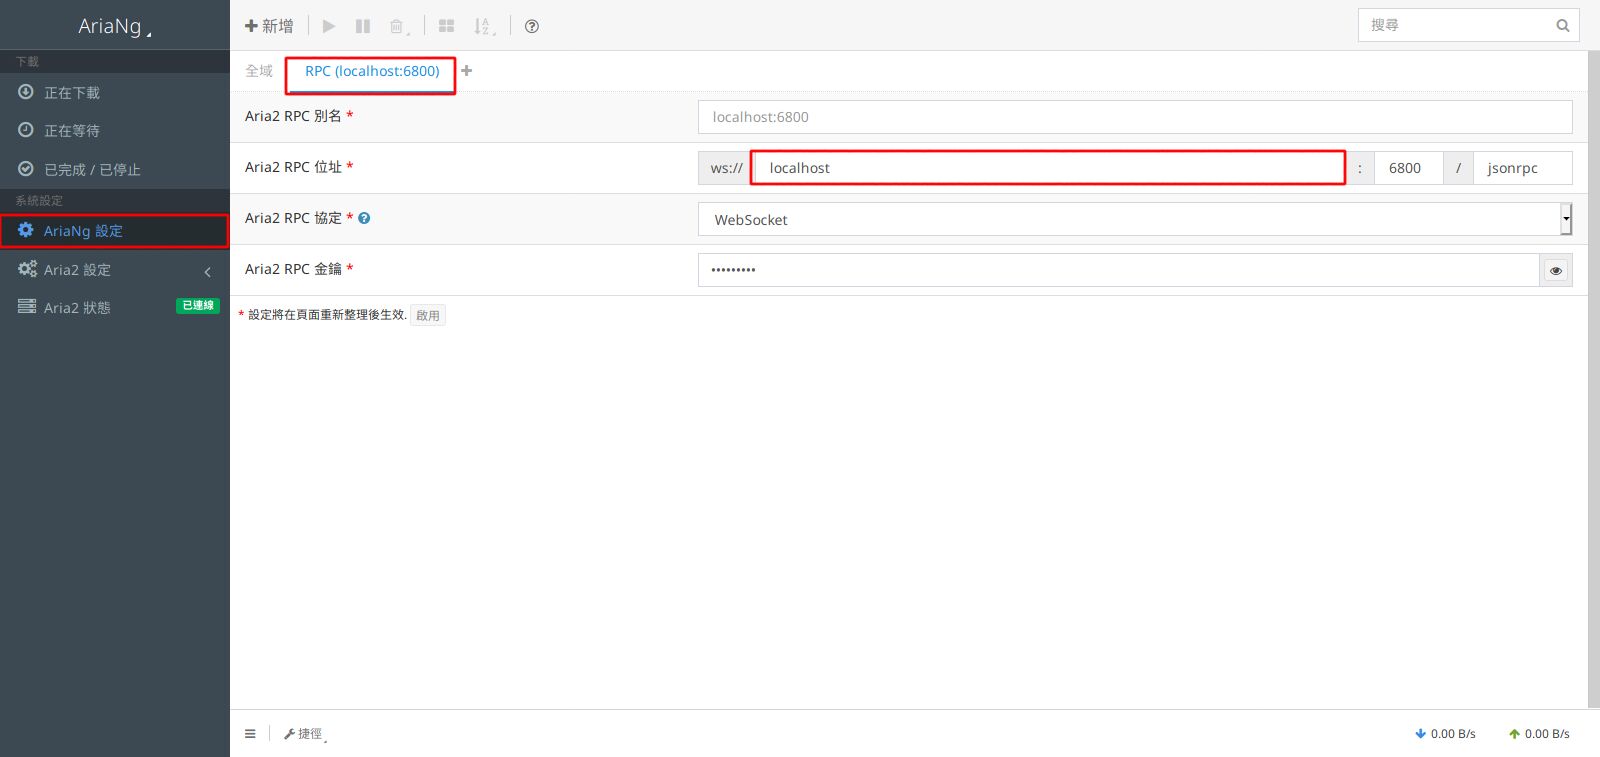 AriaNg
下載
正在下載
正在等待
已完成 / 已停止
系統設定
AriaNg 設定
Aria2 設定
Aria2 狀態 已連線
新增
搜尋
全域 RPC (localhost:6800)
Aria2 RPC 別名 * localhost:6800
Aria2 RPC 位址 * ws:// localhost : 6800 / jsonrpc
Aria2 RPC 協定 * WebSocket
Aria2 RPC 金鑰 * •••••••••
* 設定將在頁面重新整理後生效. 啟用
捷徑 0.00 B/s 0.00 B/s